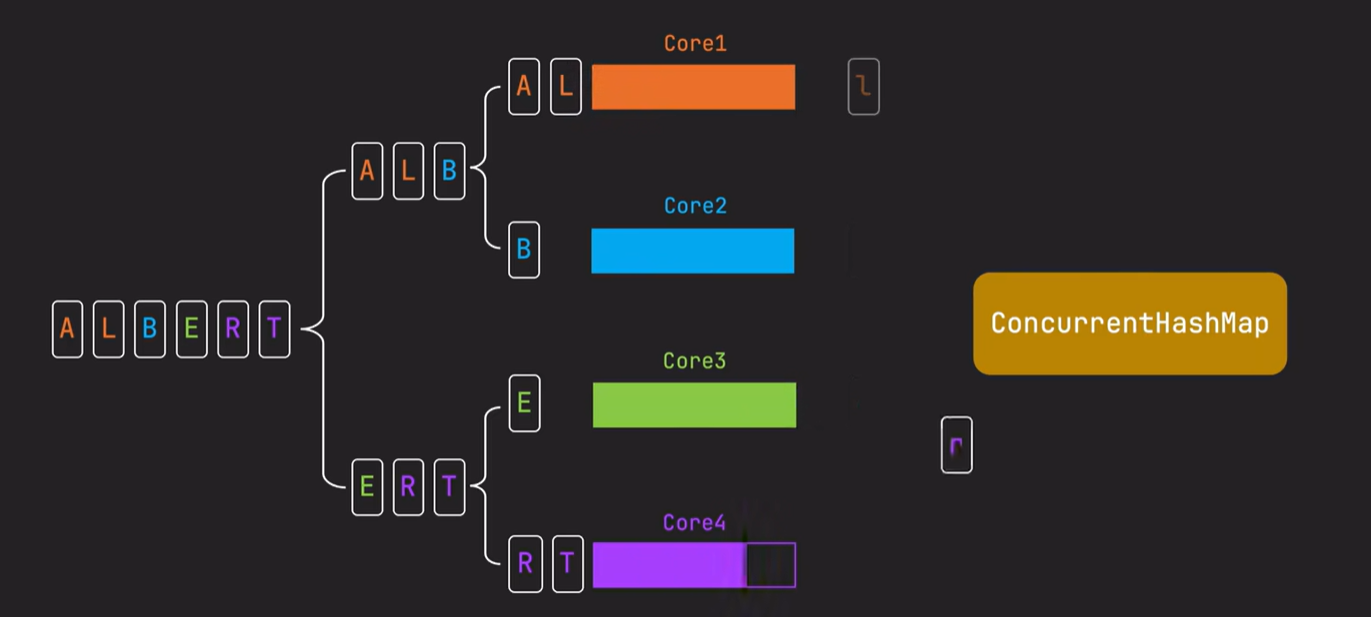 Core1
A L
l
A L B
Core2
B
A L B E R T
ConcurrentHashMap
Core3
E
r
E R T
Core4
R T